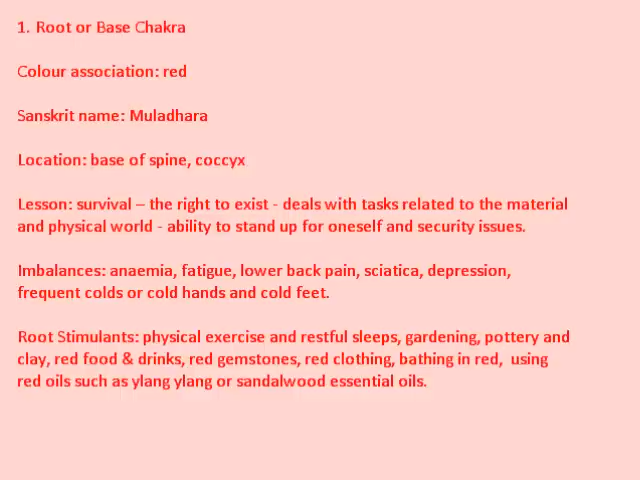 1. Root or Base Chakra
Colour association: red
Sanskrit name: Muladhara
Location: base of spine, coccyx
Lesson: survival – the right to exist - deals with tasks related to the material
and physical world - ability to stand up for oneself and security issues.
Imbalances: anaemia, fatigue, lower back pain, sciatica, depression,
frequent colds or cold hands and cold feet.
Root Stimulants: physical exercise and restful sleeps, gardening, pottery and
clay, red food & drinks, red gemstones, red clothing, bathing in red,  using
red oils such as ylang ylang or sandalwood essential oils.